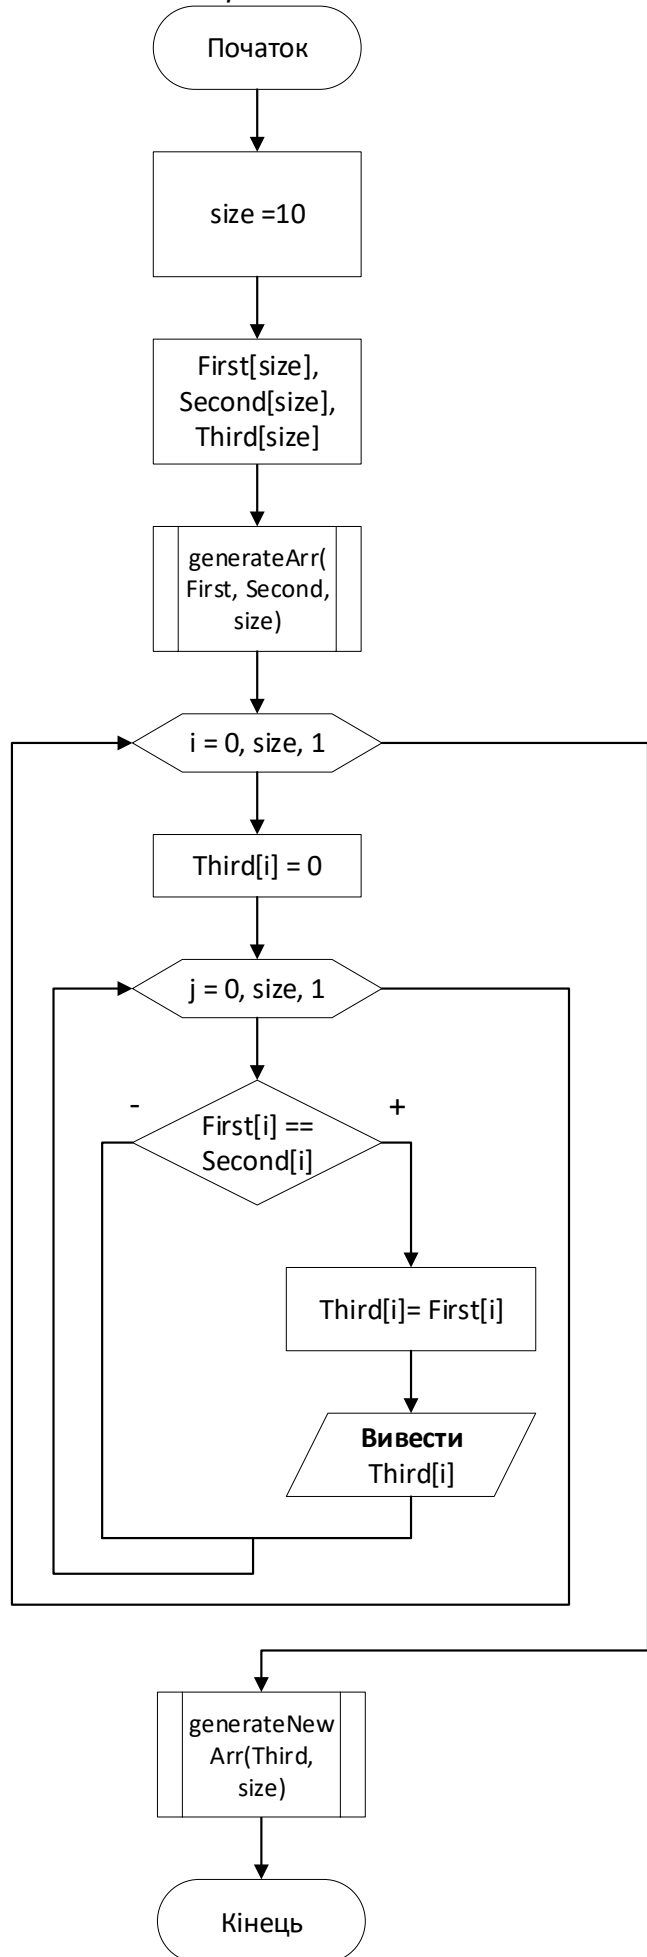 Початок
size =10
First[size],
Second[size],
Third[size]
generateArr(
First, Second,
size)
i = 0, size, 1
Third[i] = 0
j = 0, size, 1
-
+
First[i] ==
Second[i]
Third[i]= First[i]
Вивести
Third[i]
generateNew
Arr(Third,
size)
Кінець